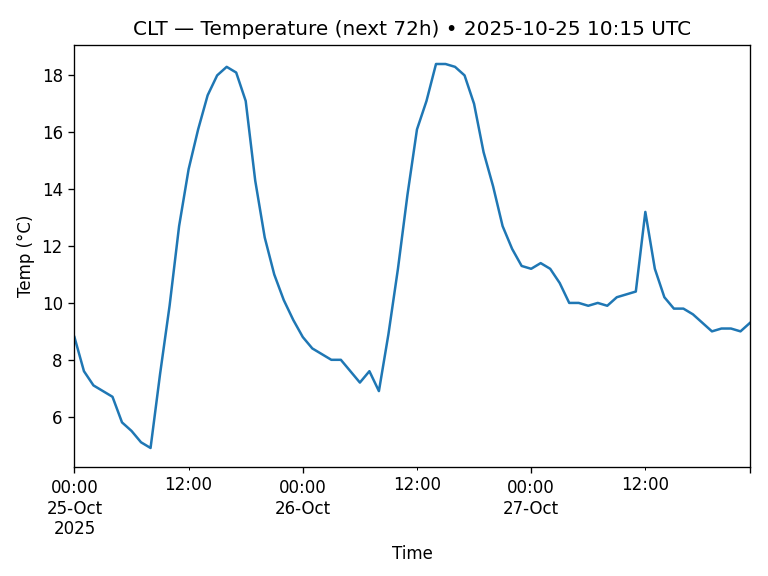 CLT — Temperature (next 72h) • 2025-10-25 10:15 UTC
18
16
14
12
10
8
6
Temp (°C)
00:00 12:00 00:00 12:00 00:00 12:00
25-Oct 26-Oct 27-Oct
2025
Time